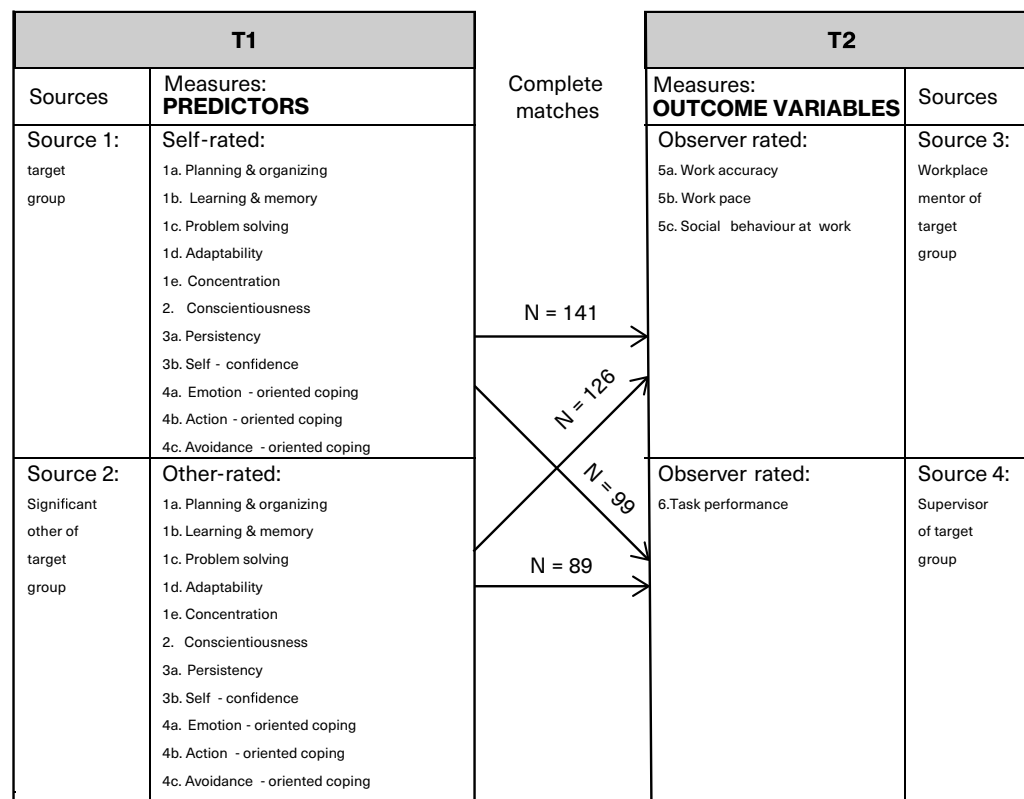 T1
T2
Sources
Measures:
PREDICTORS
Complete
matches
Measures:
OUTCOME VARIABLES
Sources
Source 1:
target
group
Self-rated:
1a. Planning & organizing
1b. Learning & memory
1c. Problem solving
1d. Adaptability
1e. Concentration
2. Conscientiousness
3a. Persistency
3b. Self - confidence
4a. Emotion - oriented coping
4b. Action - oriented coping
4c. Avoidance - oriented coping
N = 141
N = 126
N = 99
N = 89
Observer rated:
5a. Work accuracy
5b. Work pace
5c. Social behaviour at work
Source 3:
Workplace
mentor of
target
group
Source 2:
Significant
other of
target
group
Other-rated:
1a. Planning & organizing
1b. Learning & memory
1c. Problem solving
1d. Adaptability
1e. Concentration
2. Conscientiousness
3a. Persistency
3b. Self - confidence
4a. Emotion - oriented coping
4b. Action - oriented coping
4c. Avoidance - oriented coping
Observer rated:
6.Task performance
Source 4:
Supervisor
of target
group